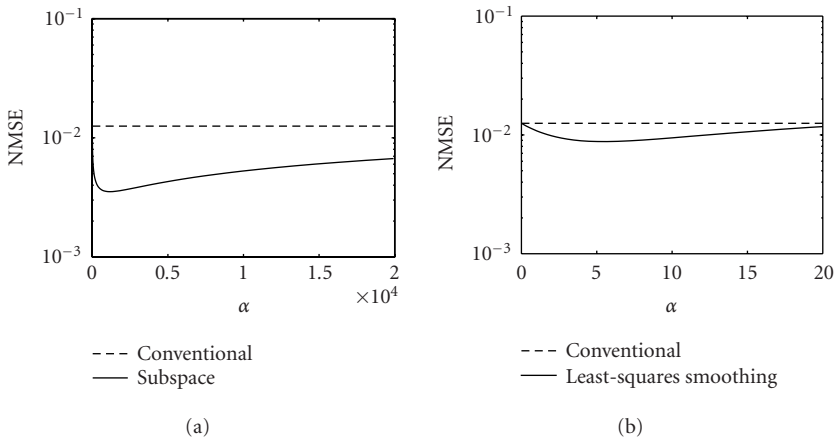 10^−1
NMSE
10^−2
10^−3
0
0.5
1
1.5
2
×10^4
α
Conventional
Subspace
(a)
10^−1
NMSE
10^−2
10^−3
0
5
10
15
20
α
Conventional
Least-squares smoothing
(b)